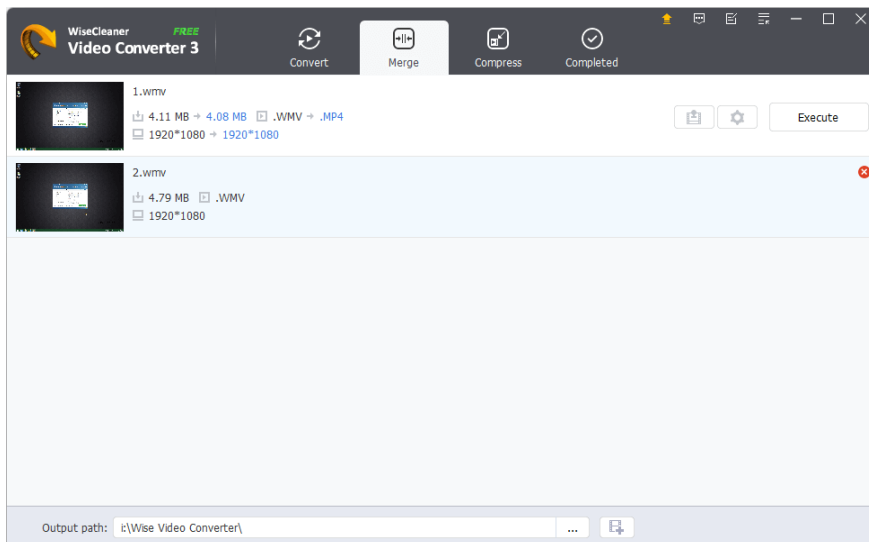 WiseCleaner FREE
Video Converter 3
Convert
Merge
Compress
Completed
1.wmv
4.11 MB → 4.08 MB .WMV → .MP4
1920*1080 → 1920*1080
Execute
2.wmv
4.79 MB .WMV
1920*1080
Output path: i:\Wise Video Converter\ ...